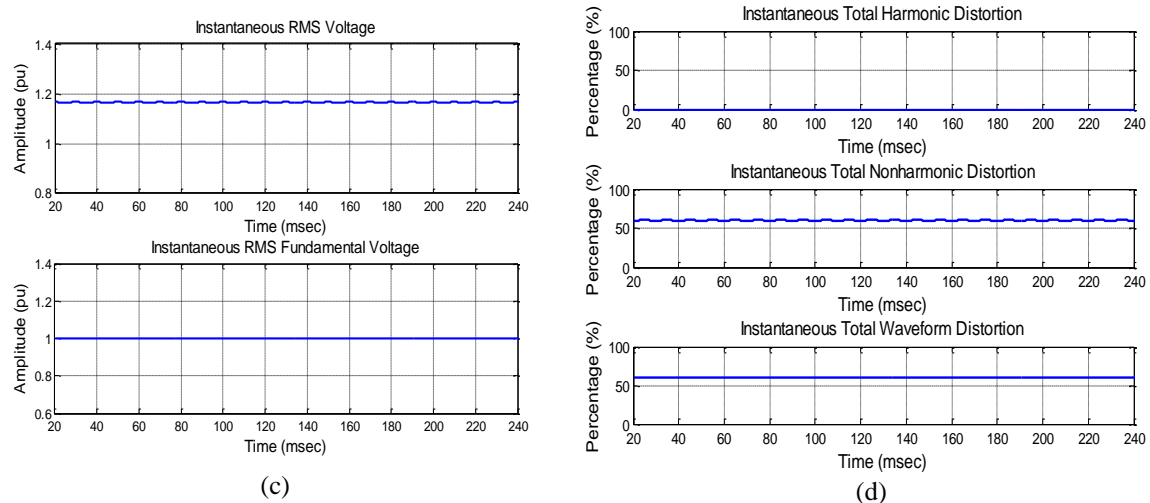 Instantaneous RMS Voltage
Amplitude (pu)
1.4
1.2
1
0.8
20 40 60 80 100 120 140 160 180 200 220 240
Time (msec)
Instantaneous RMS Fundamental Voltage
Amplitude (pu)
1.4
1.2
1
0.8
0.6
20 40 60 80 100 120 140 160 180 200 220 240
Time (msec)
(c)
Instantaneous Total Harmonic Distortion
Percentage (%)
100
50
0
20 40 60 80 100 120 140 160 180 200 220 240
Time (msec)
Instantaneous Total Nonharmonic Distortion
Percentage (%)
100
50
0
20 40 60 80 100 120 140 160 180 200 220 240
Time (msec)
Instantaneous Total Waveform Distortion
Percentage (%)
100
50
0
20 40 60 80 100 120 140 160 180 200 220 240
Time (msec)
(d)